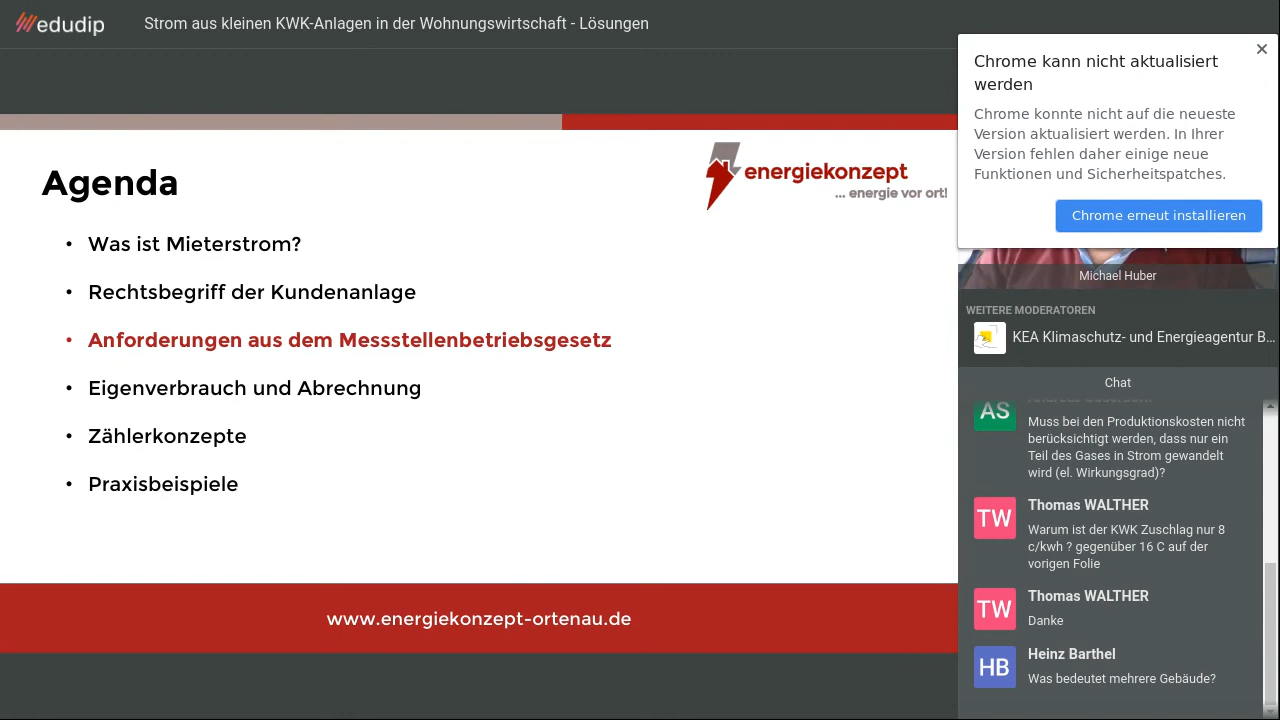 edudip
Strom aus kleinen KWK-Anlagen in der Wohnungswirtschaft - Lösungen
Agenda
energiekonzept
... energie vor ort!
• Was ist Mieterstrom?
• Rechtsbegriff der Kundenanlage
• Anforderungen aus dem Messstellenbetriebsgesetz
• Eigenverbrauch und Abrechnung
• Zählerkonzepte
• Praxisbeispiele
www.energiekonzept-ortenau.de
Chrome kann nicht aktualisiert
werden
Chrome konnte nicht auf die neueste
Version aktualisiert werden. In Ihrer
Version fehlen daher einige neue
Funktionen und Sicherheitspatches.
Chrome erneut installieren
Michael Huber
WEITERE MODERATOREN
KEA Klimaschutz- und Energieagentur B...
Chat
AS
Muss bei den Produktionskosten nicht
berücksichtigt werden, dass nur ein
Teil des Gases in Strom gewandelt
wird (el. Wirkungsgrad)?
TW
Thomas WALTHER
Warum ist der KWK Zuschlag nur 8
c/kwh ? gegenüber 16 C auf der
vorigen Folie
TW
Thomas WALTHER
Danke
HB
Heinz Barthel
Was bedeutet mehrere Gebäude?